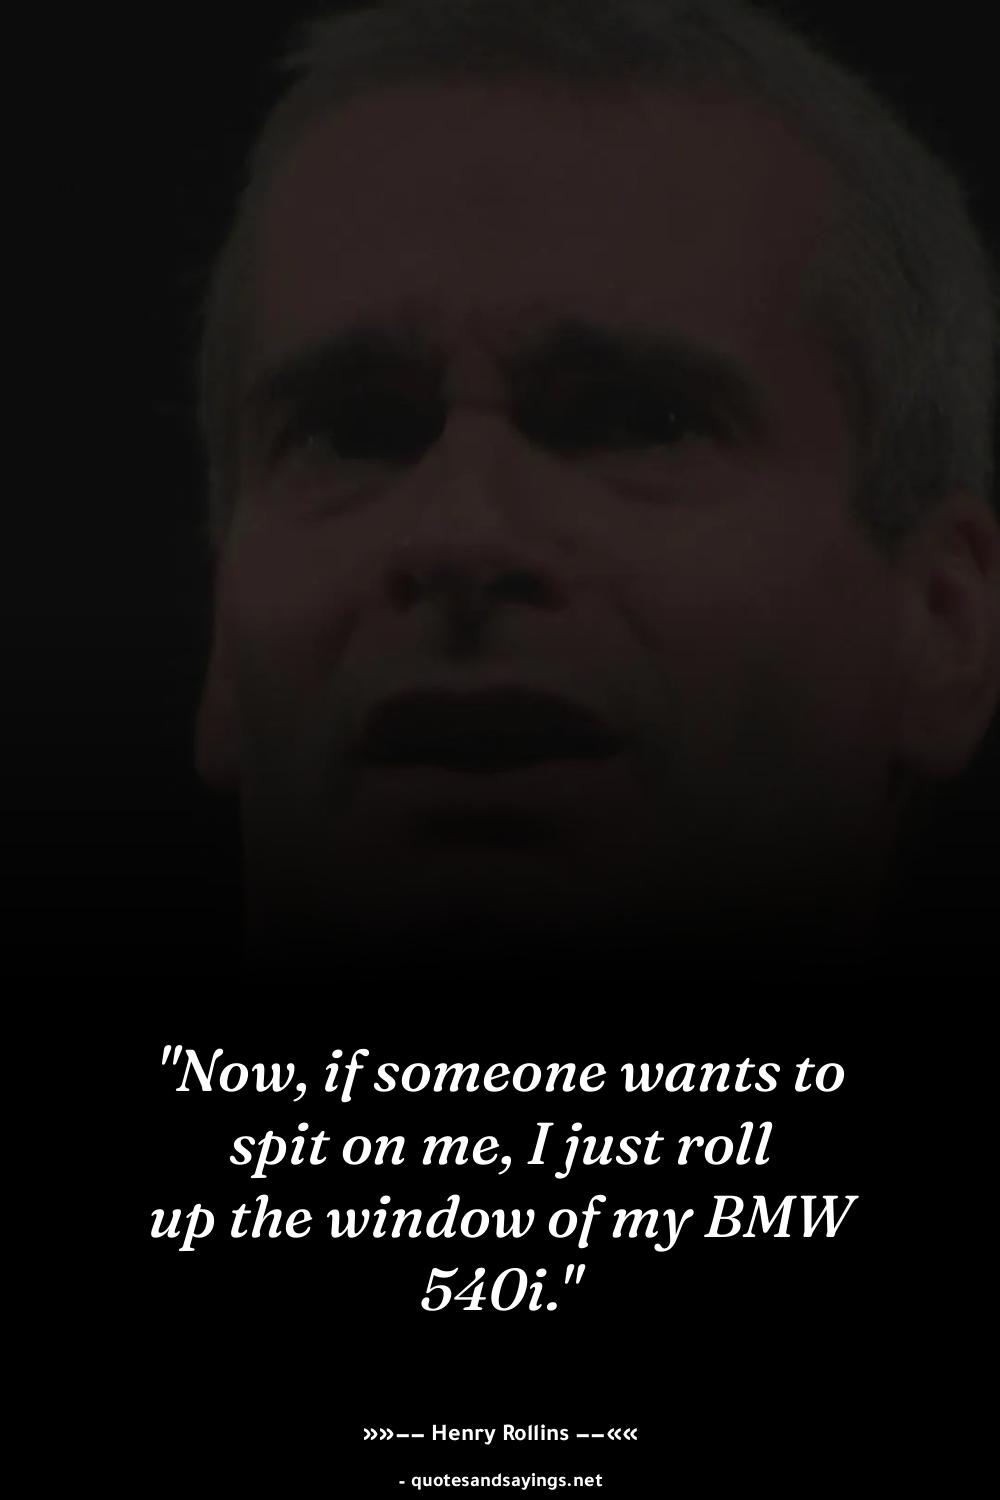 "Now, if someone wants to
spit on me, I just roll
up the window of my BMW
540i."
»»−− Henry Rollins −−««
- quotesandsayings.net